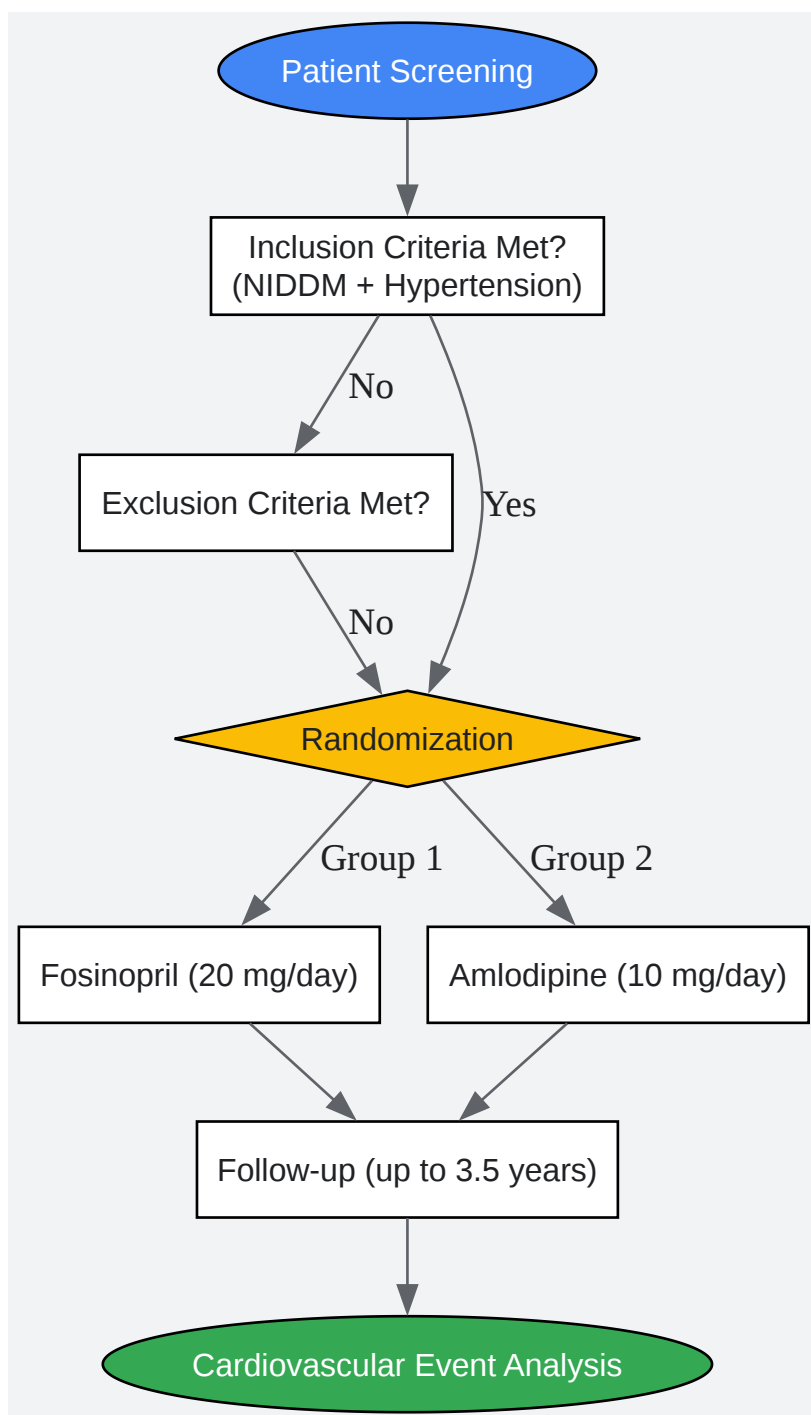 Patient Screening
Inclusion Criteria Met?
(NIDDM + Hypertension)
No
Exclusion Criteria Met?
Yes
No
Randomization
Group 1
Group 2
Fosinopril (20 mg/day)
Amlodipine (10 mg/day)
Follow-up (up to 3.5 years)
Cardiovascular Event Analysis